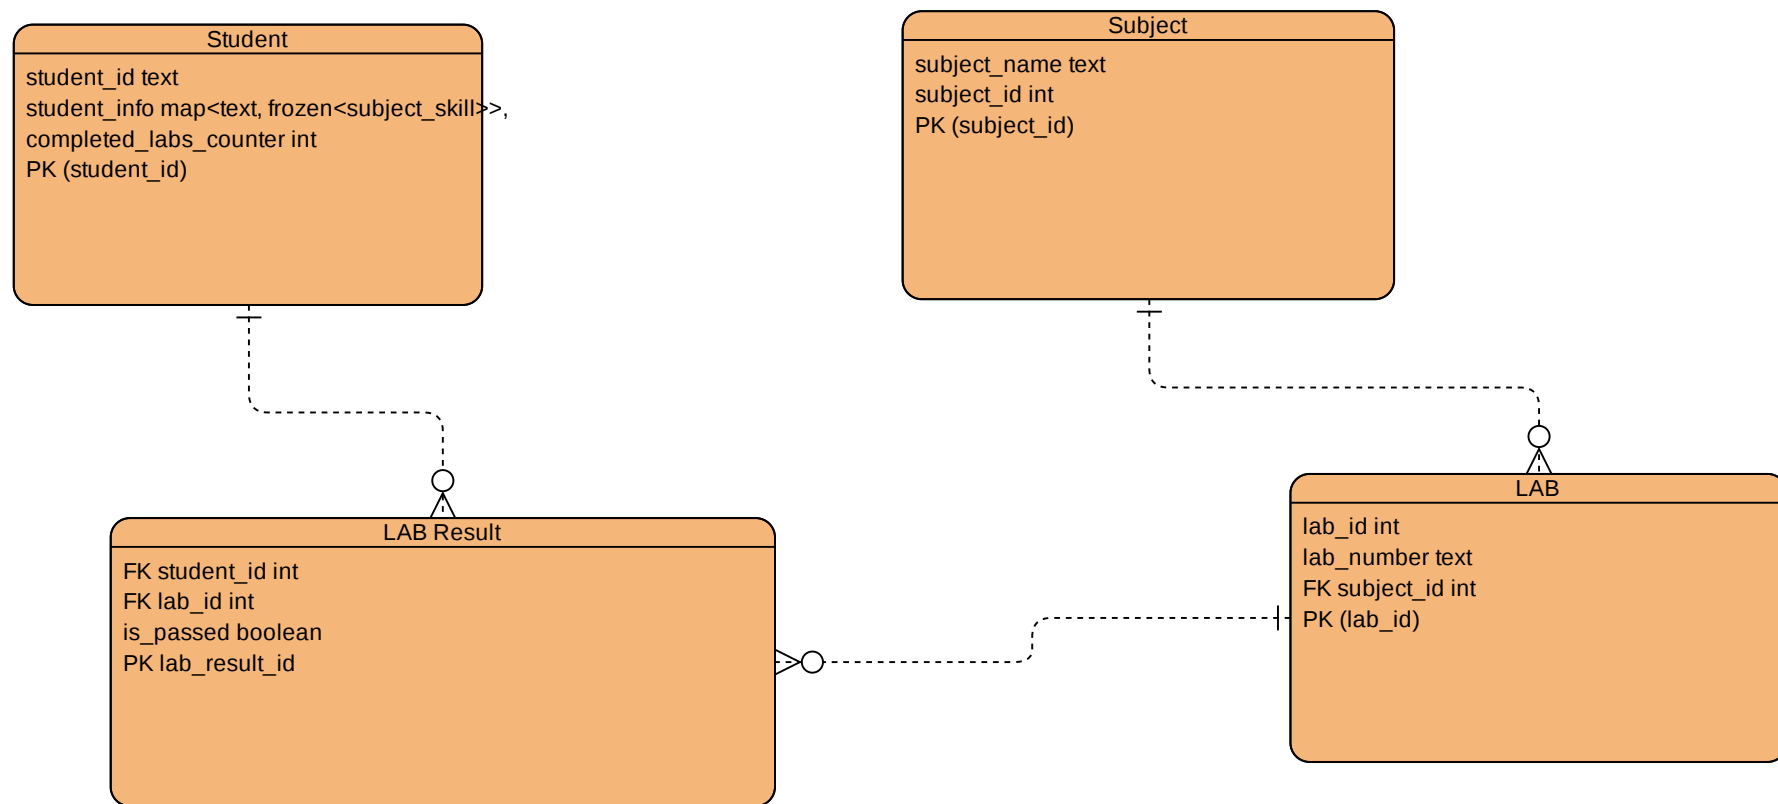 Student
student_id text
student_info map<text, frozen<subject_skill>>,
completed_labs_counter int
PK (student_id)
Subject
subject_name text
subject_id int
PK (subject_id)
LAB Result
FK student_id int
FK lab_id int
is_passed boolean
PK lab_result_id
LAB
lab_id int
lab_number text
FK subject_id int
PK (lab_id)